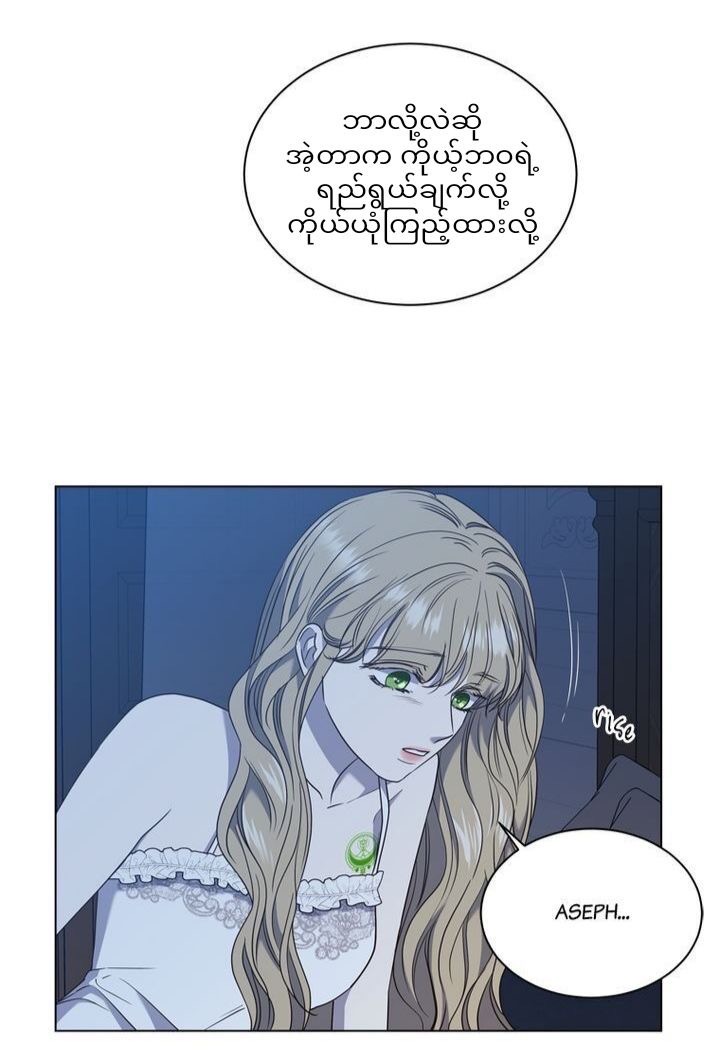 ဘာလို့လဲဆို
အဲ့တာက ကိုယ့်ဘဝရဲ့
ရည်ရွယ်ချက်လို့
ကိုယ်ယုံကြည့်ထားလို့
rise
ASEPH...